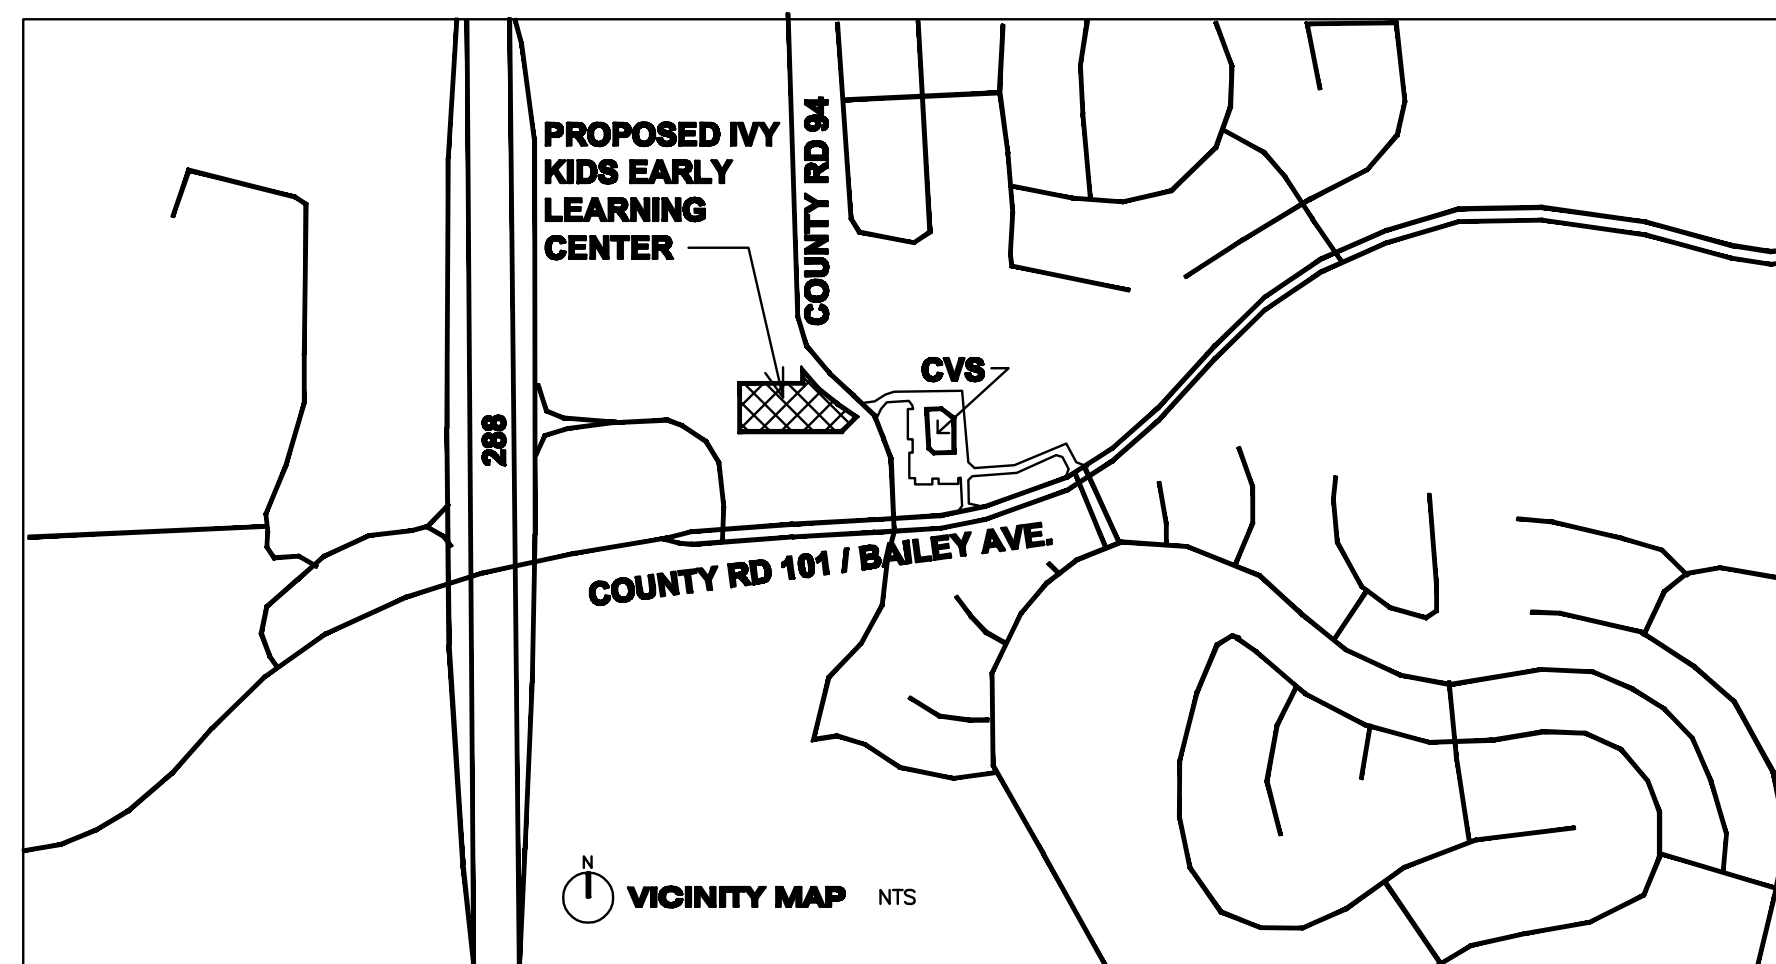 PROPOSED IVY
KIDS EARLY
LEARNING
CENTER
COUNTY RD 94
CVS
288
COUNTY RD 101 / BAILEY AVE.
N
VICINITY MAP NTS